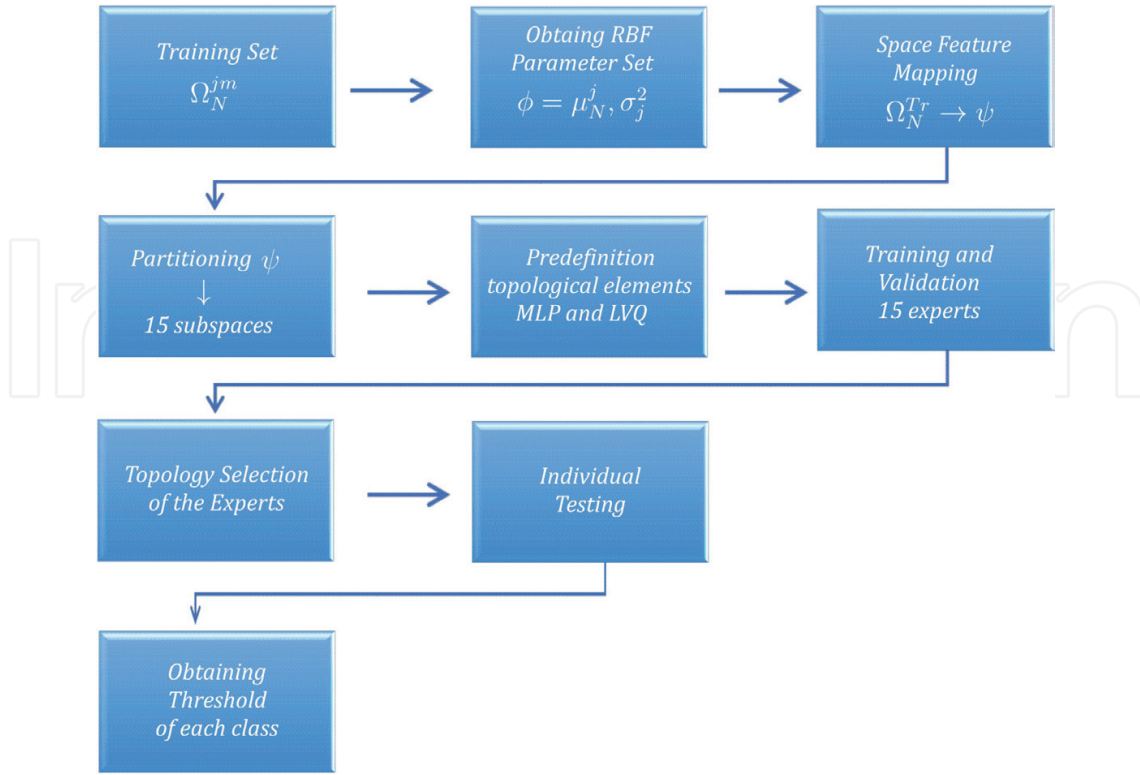 Training Set
Ω_N^{jm}
Obtaing RBF
Parameter Set
ϕ = μ_N^j, σ_j^2
Space Feature
Mapping
Ω_N^{Tr} → ψ
Partitioning ψ
↓
15 subspaces
Predefinition
topological elements
MLP and LVQ
Training and
Validation
15 experts
Topology Selection
of the Experts
Individual
Testing
Obtaining
Threshold
of each class